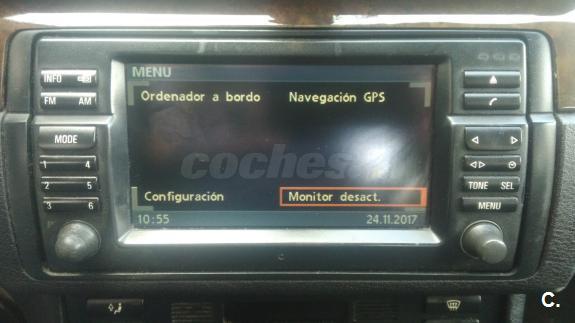 MENU
Ordenador a bordo Navegación GPS
Configuración Monitor desact.
10:55 24.11.2017
INFO
FM AM
MODE
1 4
2 5
3 6
TONE SEL
MENU
coches
C.